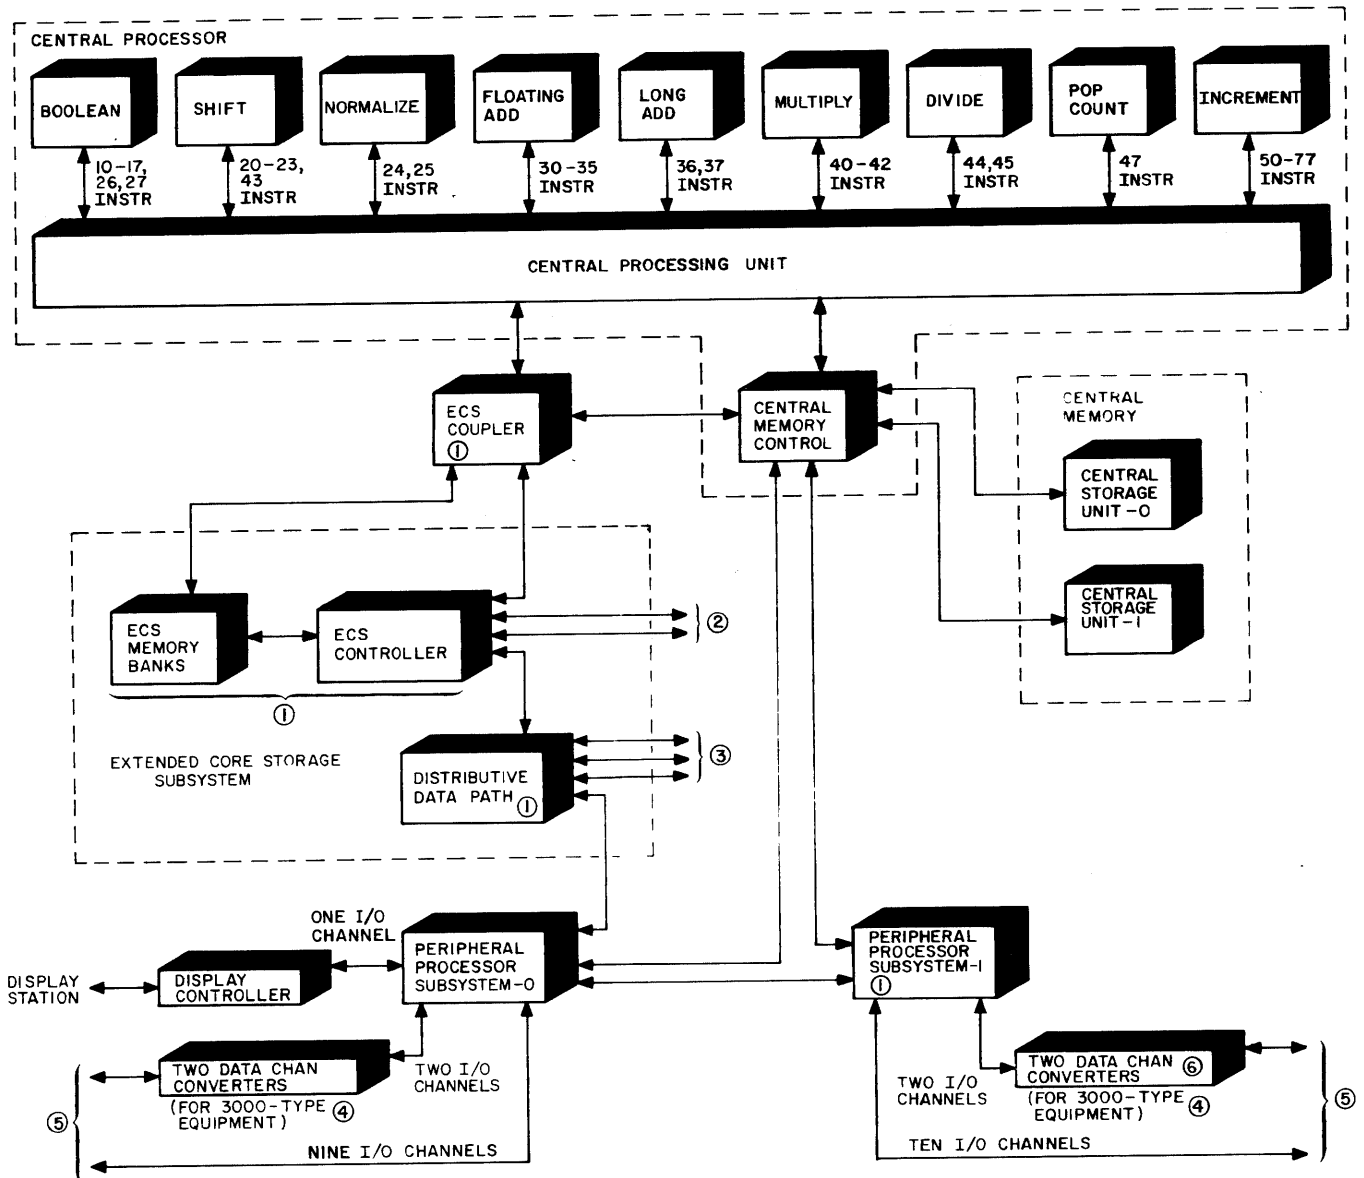 CENTRAL PROCESSOR
BOOLEAN
SHIFT
NORMALIZE
FLOATING
ADD
LONG
ADD
MULTIPLY
DIVIDE
POP
COUNT
INCREMENT
10-17,
26,27
INSTR
20-23,
43
INSTR
24,25
INSTR
30-35
INSTR
36,37
INSTR
40-42
INSTR
44,45
INSTR
47
INSTR
50-77
INSTR
CENTRAL PROCESSING UNIT
ECS
COUPLER
①
CENTRAL
MEMORY
CONTROL
CENTRAL
MEMORY
CENTRAL
STORAGE
UNIT-0
CENTRAL
STORAGE
UNIT-1
ECS
MEMORY
BANKS
ECS
CONTROLLER
②
①
EXTENDED CORE STORAGE
SUBSYSTEM
DISTRIBUTIVE
DATA PATH ①
③
ONE I/O
CHANNEL
PERIPHERAL
PROCESSOR
SUBSYSTEM-0
PERIPHERAL
PROCESSOR
SUBSYSTEM-1
①
DISPLAY
STATION
DISPLAY
CONTROLLER
TWO DATA CHAN
CONVERTERS
(FOR 3000-TYPE ④
EQUIPMENT)
TWO I/O
CHANNELS
⑤
NINE I/O CHANNELS
TWO I/O
CHANNELS
TWO DATA CHAN ⑥
CONVERTERS
(FOR 3000-TYPE ④
EQUIPMENT)
⑤
TEN I/O CHANNELS